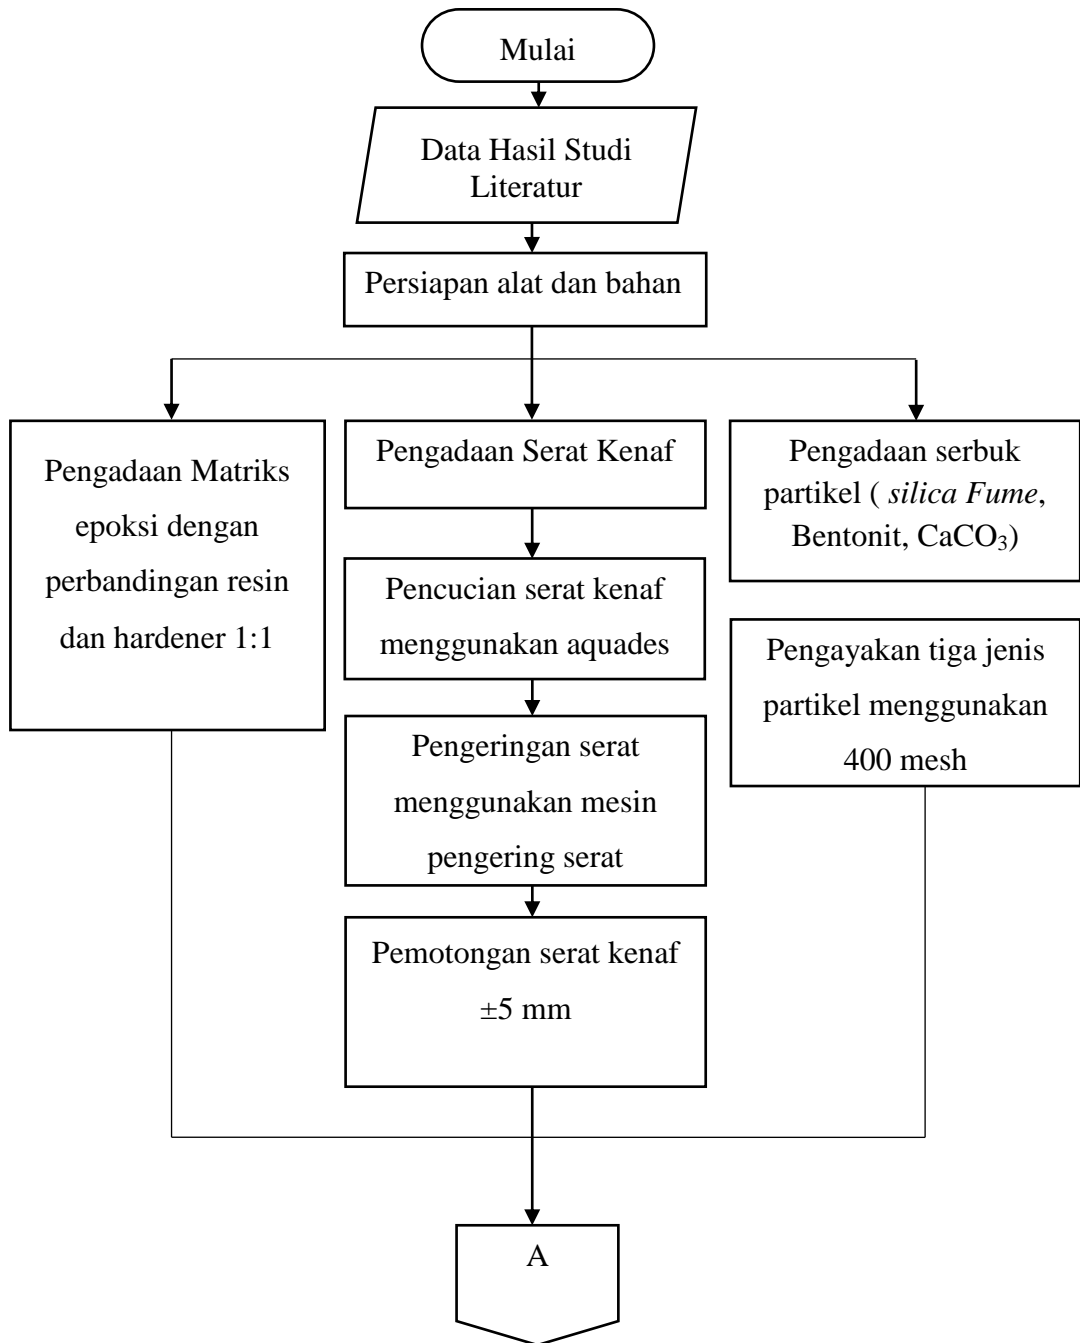 Mulai
Data Hasil Studi
Literatur
Persiapan alat dan bahan
Pengadaan Matriks
epoksi dengan
perbandingan resin
dan hardener 1:1
Pengadaan Serat Kenaf
Pencucian serat kenaf
menggunakan aquades
Pengeringan serat
menggunakan mesin
pengering serat
Pemotongan serat kenaf
±5 mm
Pengadaan serbuk
partikel ( silica Fume,
Bentonit, CaCO₃)
Pengayakan tiga jenis
partikel menggunakan
400 mesh
A